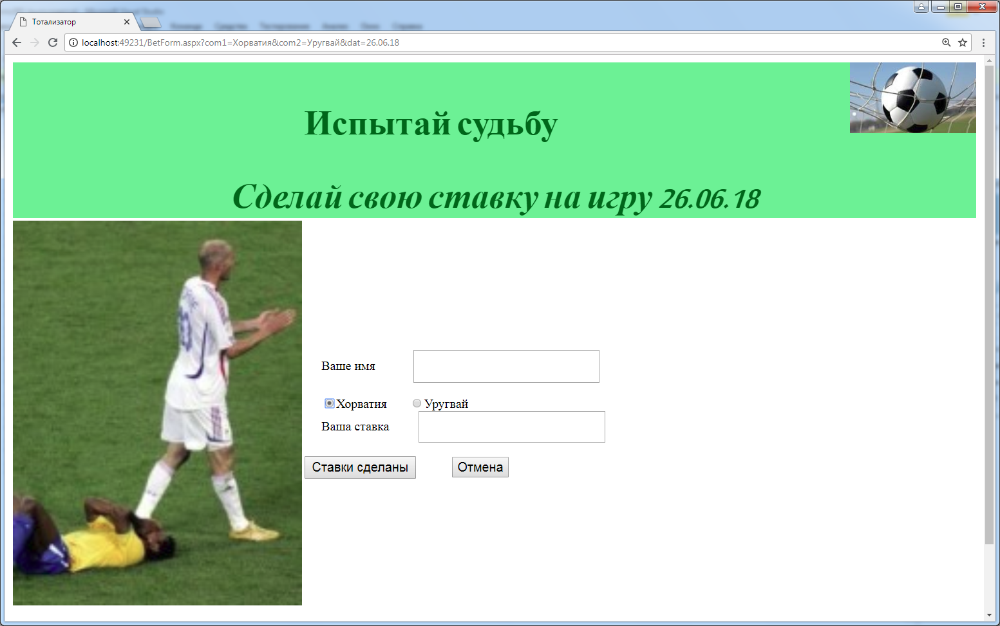 Тотализатор
localhost:49231/BetForm.aspx?com1=Хорватия&com2=Уругвай&dat=26.06.18
Испытай судьбу
Сделай свою ставку на игру 26.06.18
Ваше имя
Хорватия Уругвай
Ваша ставка
Ставки сделаны Отмена